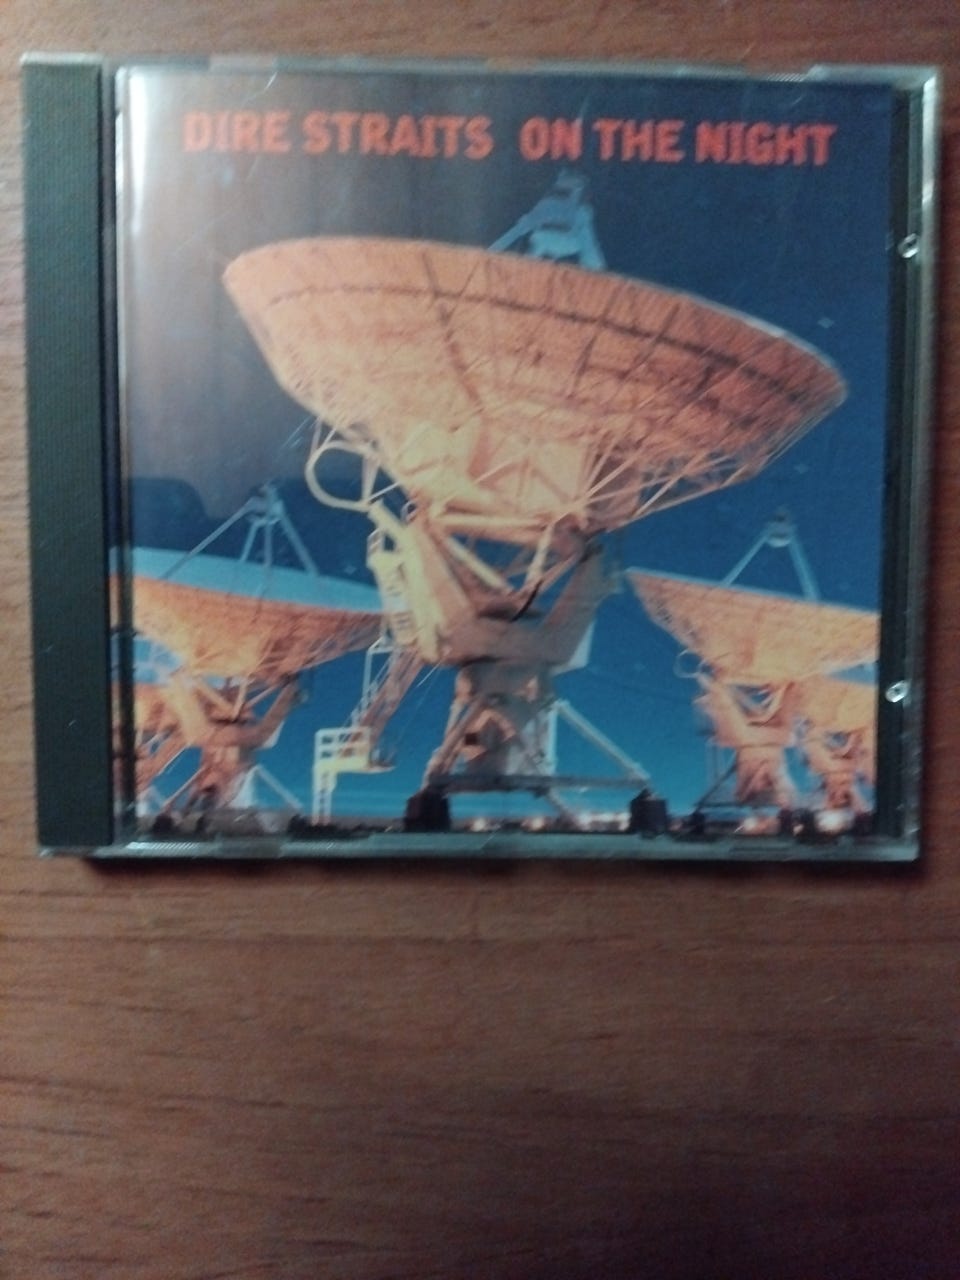 DIRE STRAITS ON THE NIGHT